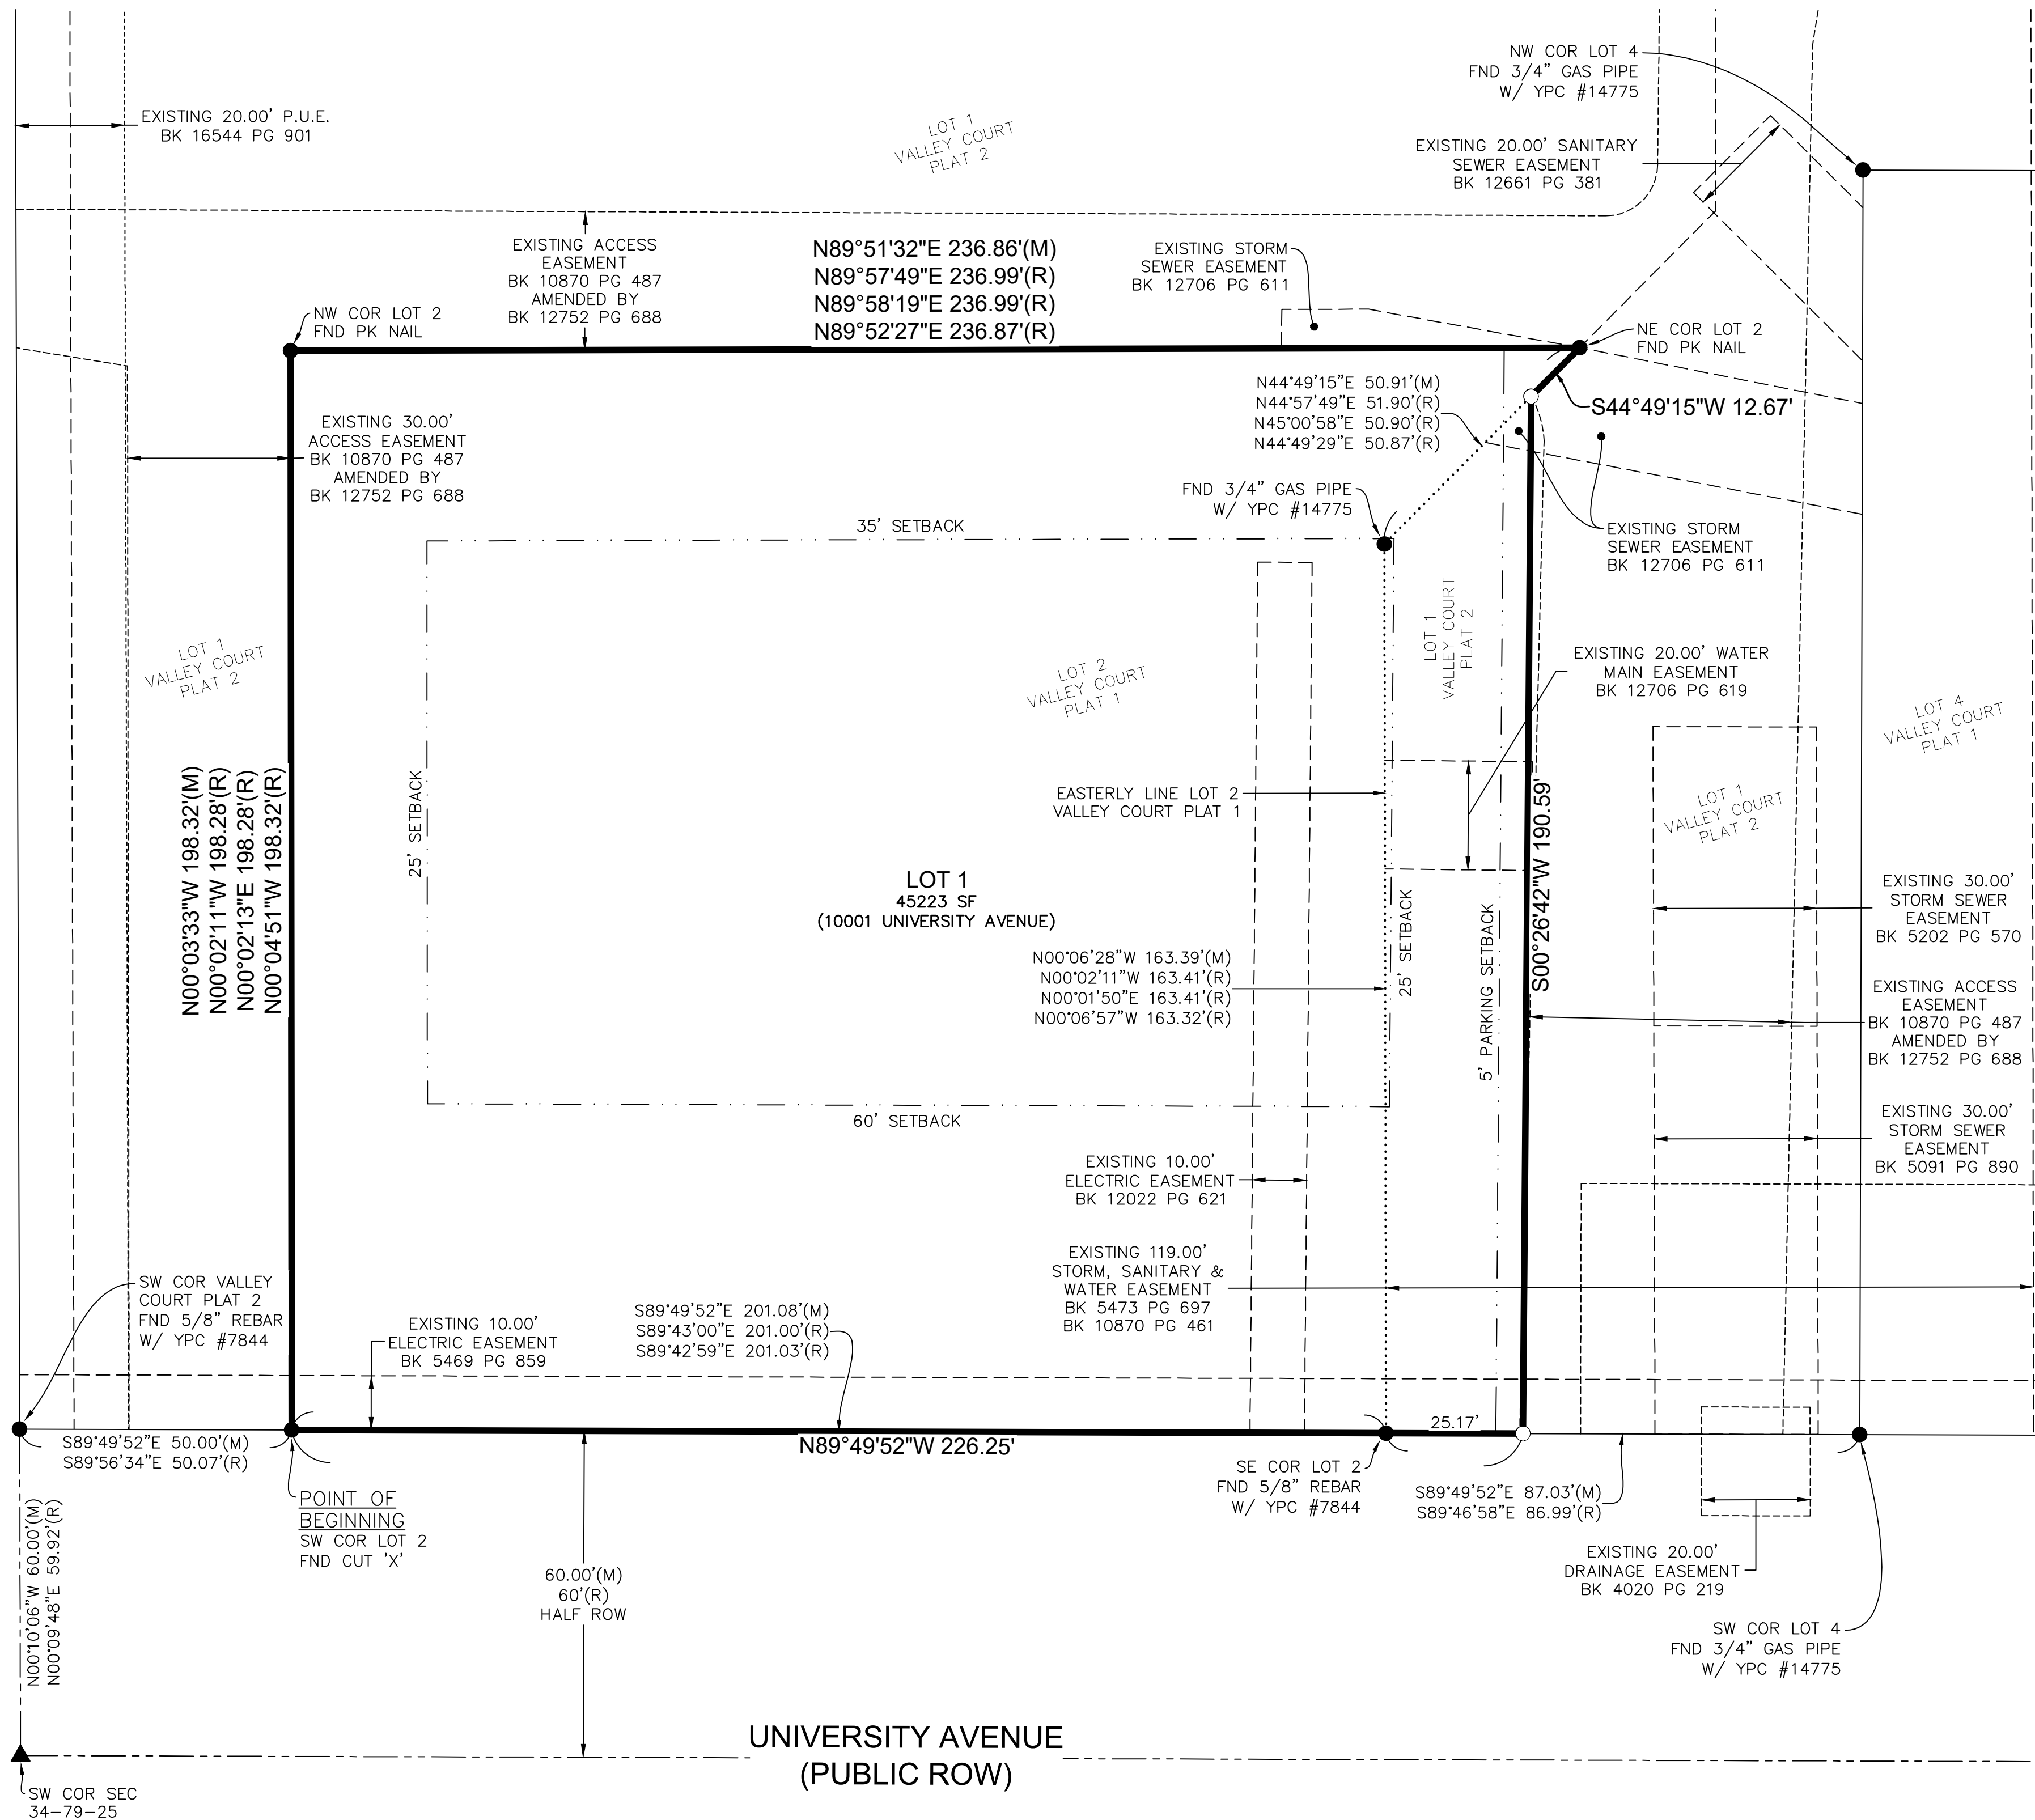 NW COR LOT 4
FND 3/4" GAS PIPE
W/ YPC #14775
EXISTING 20.00' P.U.E.
BK 16544 PG 901
LOT 1
VALLEY COURT
PLAT 2
EXISTING 20.00' SANITARY
SEWER EASEMENT
BK 12661 PG 381
EXISTING ACCESS
EASEMENT
BK 10870 PG 487
AMENDED BY
BK 12752 PG 688
N89°51'32"E 236.86'(M)
N89°57'49"E 236.99'(R)
N89°58'19"E 236.99'(R)
N89°52'27"E 236.87'(R)
EXISTING STORM
SEWER EASEMENT
BK 12706 PG 611
NW COR LOT 2
FND PK NAIL
NE COR LOT 2
FND PK NAIL
N44°49'15"E 50.91'(M)
N44°57'49"E 51.90'(R)
N45°00'58"E 50.90'(R)
N44°49'29"E 50.87'(R)
S44°49'15"W 12.67'
EXISTING 30.00'
ACCESS EASEMENT
BK 10870 PG 487
AMENDED BY
BK 12752 PG 688
FND 3/4" GAS PIPE
W/ YPC #14775
35' SETBACK
EXISTING STORM
SEWER EASEMENT
BK 12706 PG 611
LOT 1
VALLEY COURT
PLAT 2
LOT 1
VALLEY COURT
PLAT 2
LOT 2
VALLEY COURT
PLAT 1
EXISTING 20.00' WATER
MAIN EASEMENT
BK 12706 PG 619
LOT 4
VALLEY COURT
PLAT 1
N00°03'33"W 198.32'(M)
N00°02'11"W 198.28'(R)
N00°02'13"E 198.28'(R)
N00°04'51"W 198.32'(R)
25' SETBACK
EASTERLY LINE LOT 2
VALLEY COURT PLAT 1
LOT 1
VALLEY COURT
PLAT 2
S00°26'42"W 190.59'
LOT 1
45223 SF
(10001 UNIVERSITY AVENUE)
25' SETBACK
5' PARKING SETBACK
EXISTING 30.00'
STORM SEWER
EASEMENT
BK 5202 PG 570
N00°06'28"W 163.39'(M)
N00°02'11"W 163.41'(R)
N00°01'50"E 163.41'(R)
N00°06'57"W 163.32'(R)
EXISTING ACCESS
EASEMENT
BK 10870 PG 487
AMENDED BY
BK 12752 PG 688
60' SETBACK
EXISTING 30.00'
STORM SEWER
EASEMENT
BK 5091 PG 890
EXISTING 10.00'
ELECTRIC EASEMENT
BK 12022 PG 621
EXISTING 119.00'
STORM, SANITARY &
WATER EASEMENT
BK 5473 PG 697
BK 10870 PG 461
SW COR VALLEY
COURT PLAT 2
FND 5/8" REBAR
W/ YPC #7844
EXISTING 10.00'
ELECTRIC EASEMENT
BK 5469 PG 859
S89°49'52"E 201.08'(M)
S89°43'00"E 201.00'(R)
S89°42'59"E 201.03'(R)
25.17'
S89°49'52"E 50.00'(M)
S89°56'34"E 50.07'(R)
N89°49'52"W 226.25'
SE COR LOT 2
FND 5/8" REBAR
W/ YPC #7844
S89°49'52"E 87.03'(M)
S89°46'58"E 86.99'(R)
POINT OF
BEGINNING
SW COR LOT 2
FND CUT 'X'
N00°10'06"W 60.00'(M)
N00°09'48"E 59.92'(R)
60.00'(M)
60'(R)
HALF ROW
EXISTING 20.00'
DRAINAGE EASEMENT
BK 4020 PG 219
SW COR LOT 4
FND 3/4" GAS PIPE
W/ YPC #14775
UNIVERSITY AVENUE
(PUBLIC ROW)
SW COR SEC
34-79-25